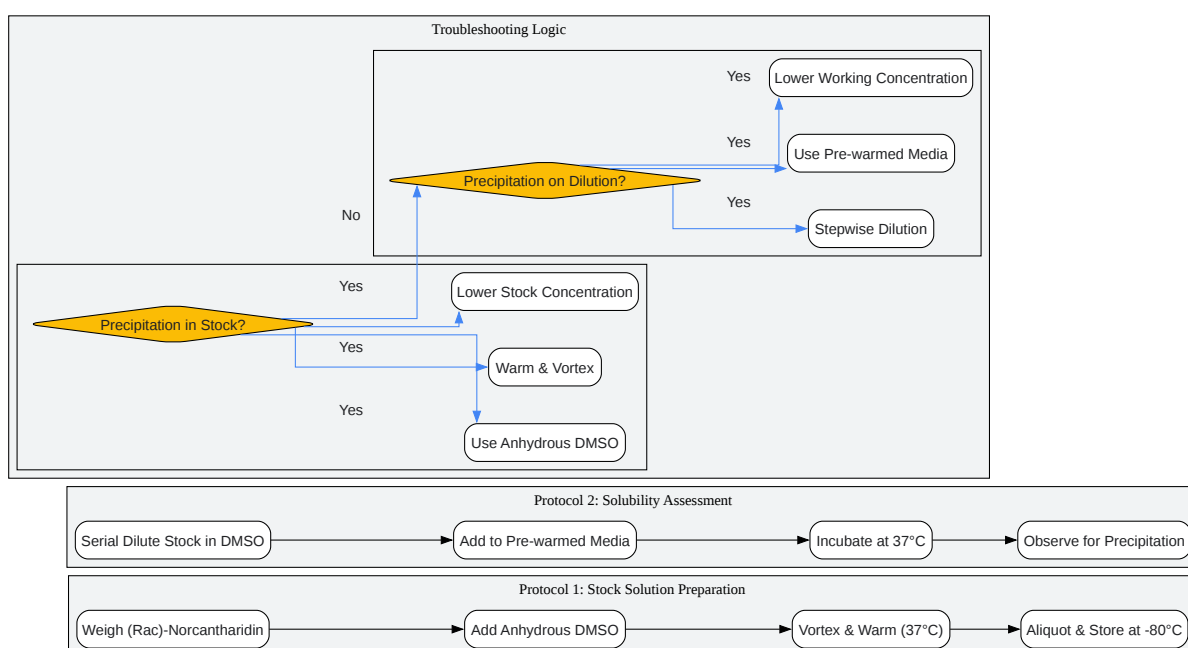 Troubleshooting Logic
Yes
Lower Working Concentration
Yes
Use Pre-warmed Media
Precipitation on Dilution?
Yes
Stepwise Dilution
No
Yes
Lower Stock Concentration
Precipitation in Stock?
Yes
Warm & Vortex
Yes
Use Anhydrous DMSO
Protocol 2: Solubility Assessment
Serial Dilute Stock in DMSO
Add to Pre-warmed Media
Incubate at 37°C
Observe for Precipitation
Protocol 1: Stock Solution Preparation
Weigh (Rac)-Norcantharidin
Add Anhydrous DMSO
Vortex & Warm (37°C)
Aliquot & Store at -80°C